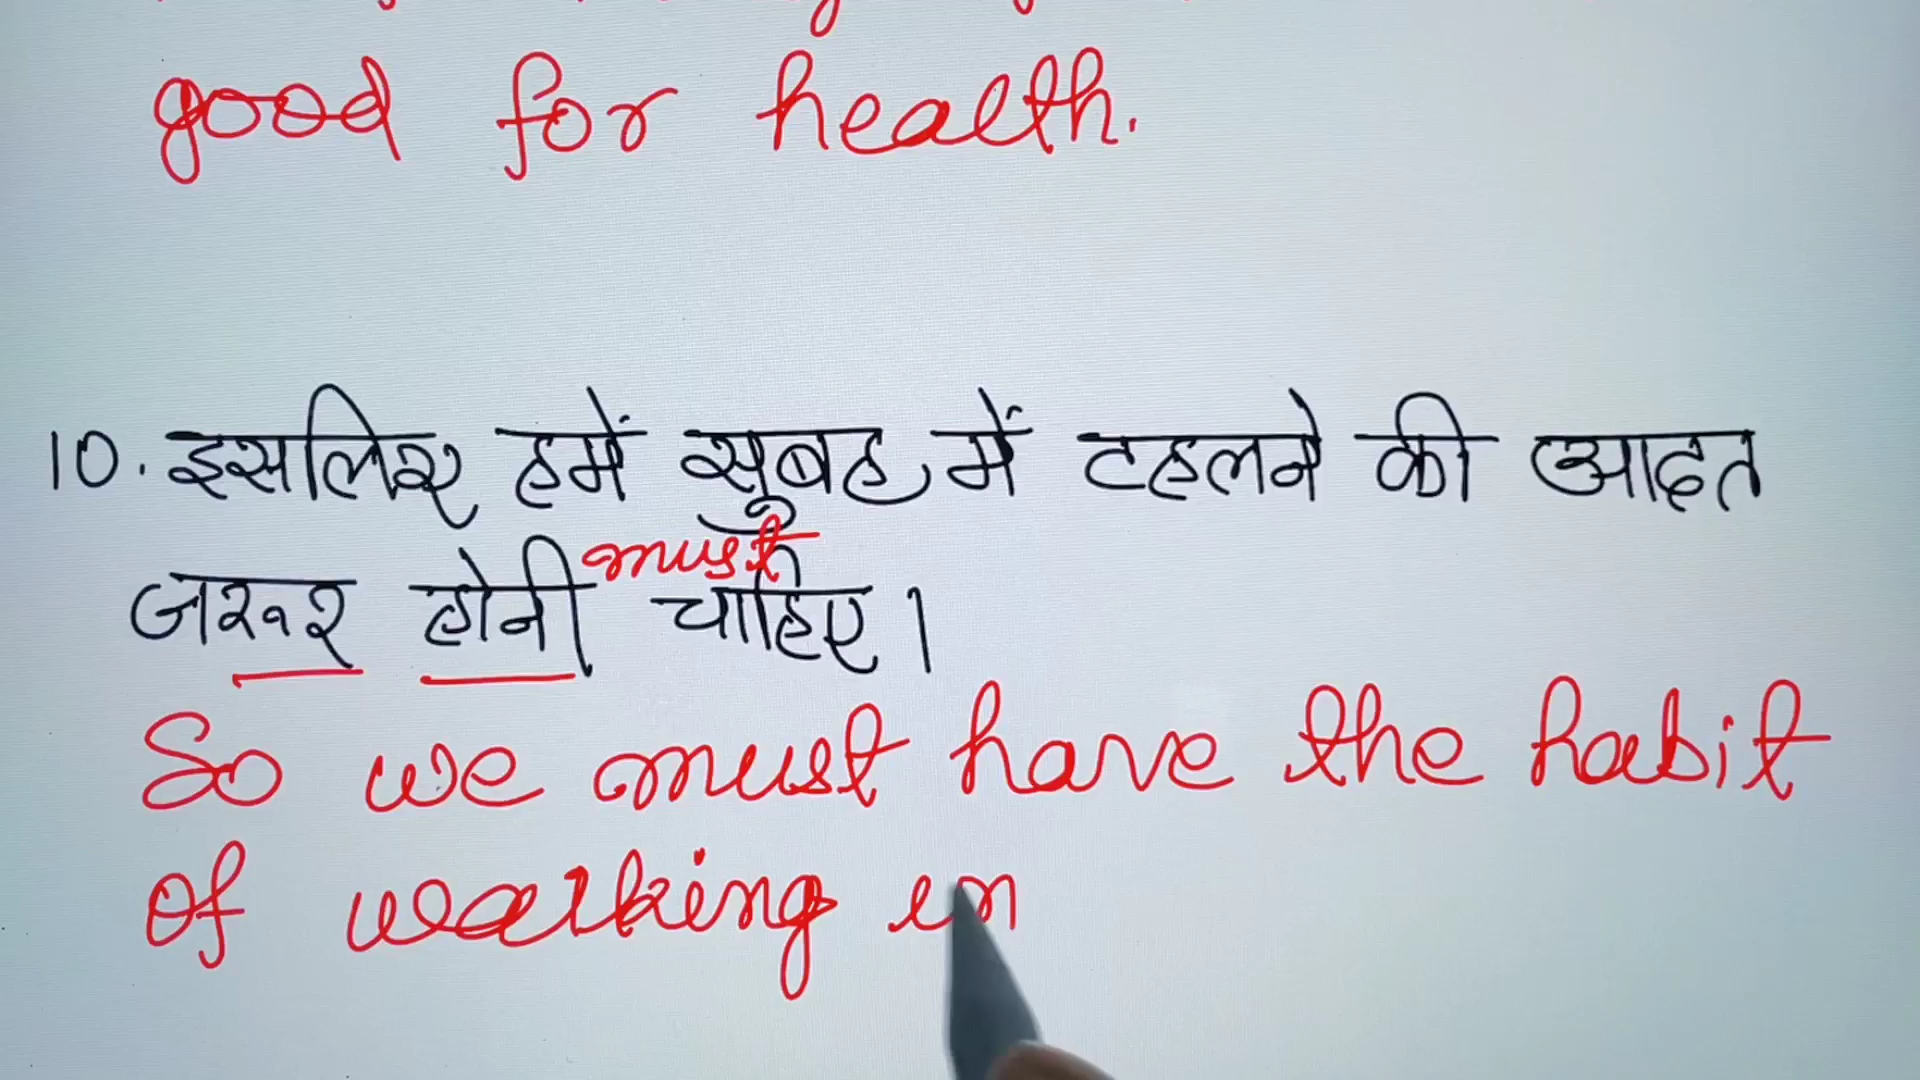 good for health.
10. इसलिए हमें सूबह में टहलने की आदत
must
जरूर होनी चाहिए।
So we must have the habit
of walking in